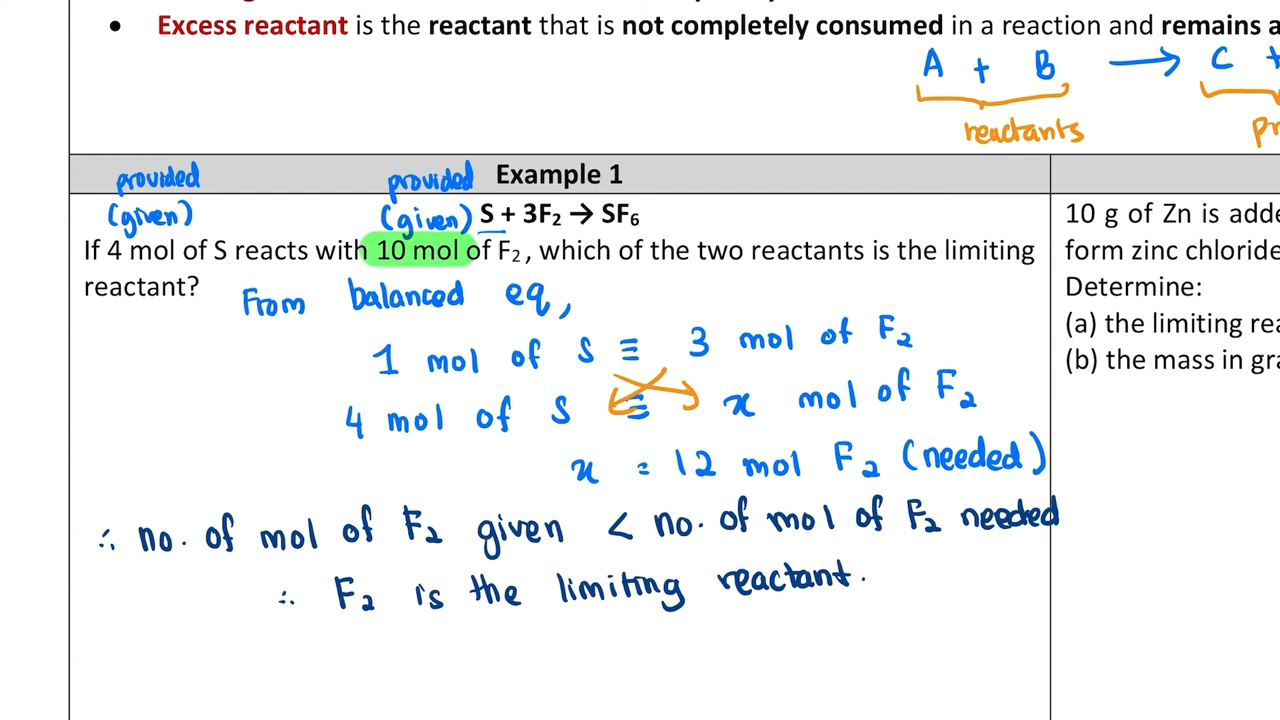 • Excess reactant is the reactant that is not completely consumed in a reaction and remains a
A + B → C +
reactants
Example 1
provided (given)
provided (given)
S + 3F₂ → SF₆
If 4 mol of S reacts with 10 mol of F₂, which of the two reactants is the limiting
reactant?
From balanced eq,
1 mol of S ≡ 3 mol of F₂
4 mol of S ≡ x mol of F₂
x = 12 mol F₂ (needed)
∴ no. of mol of F₂ given < no. of mol of F₂ needed
∴ F₂ is the limiting reactant.
10 g of Zn is adde
form zinc chloride
Determine:
(a) the limiting rea
(b) the mass in gra